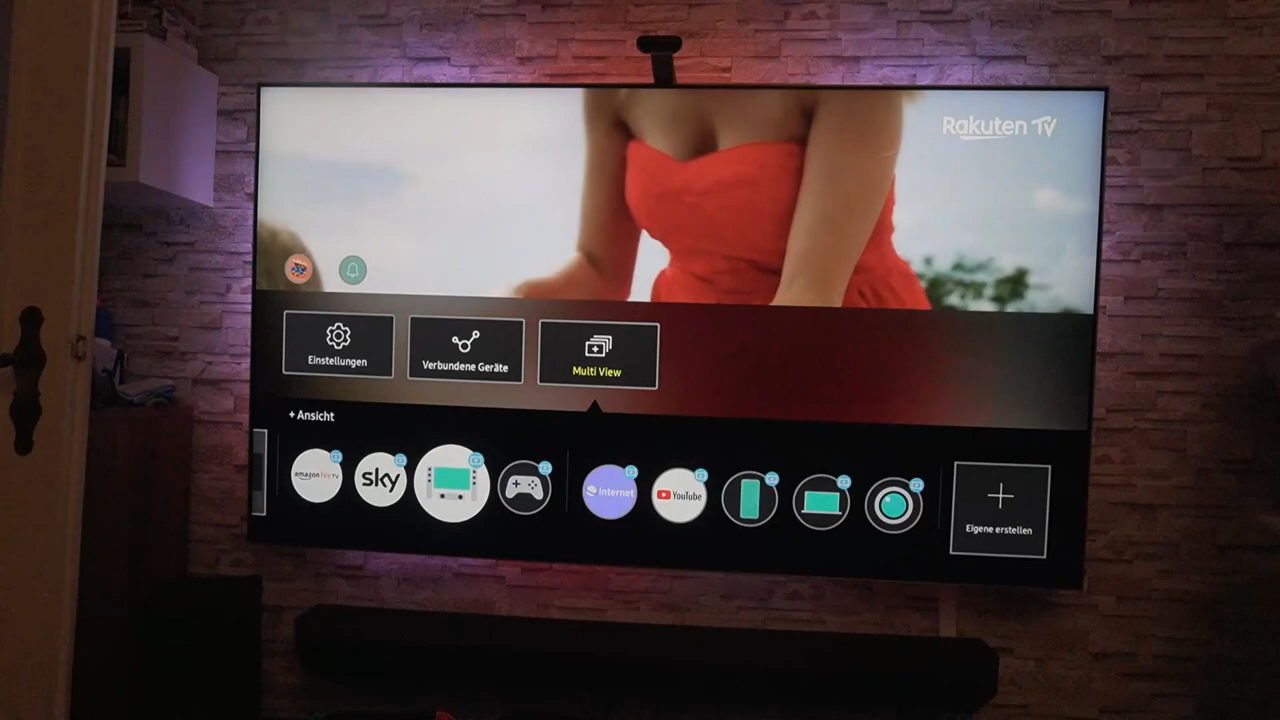 Rakuten TV
Einstellungen
Verbundene Geräte
Multi View
+ Ansicht
amazon fire TV
sky
Internet
YouTube
Eigene erstellen